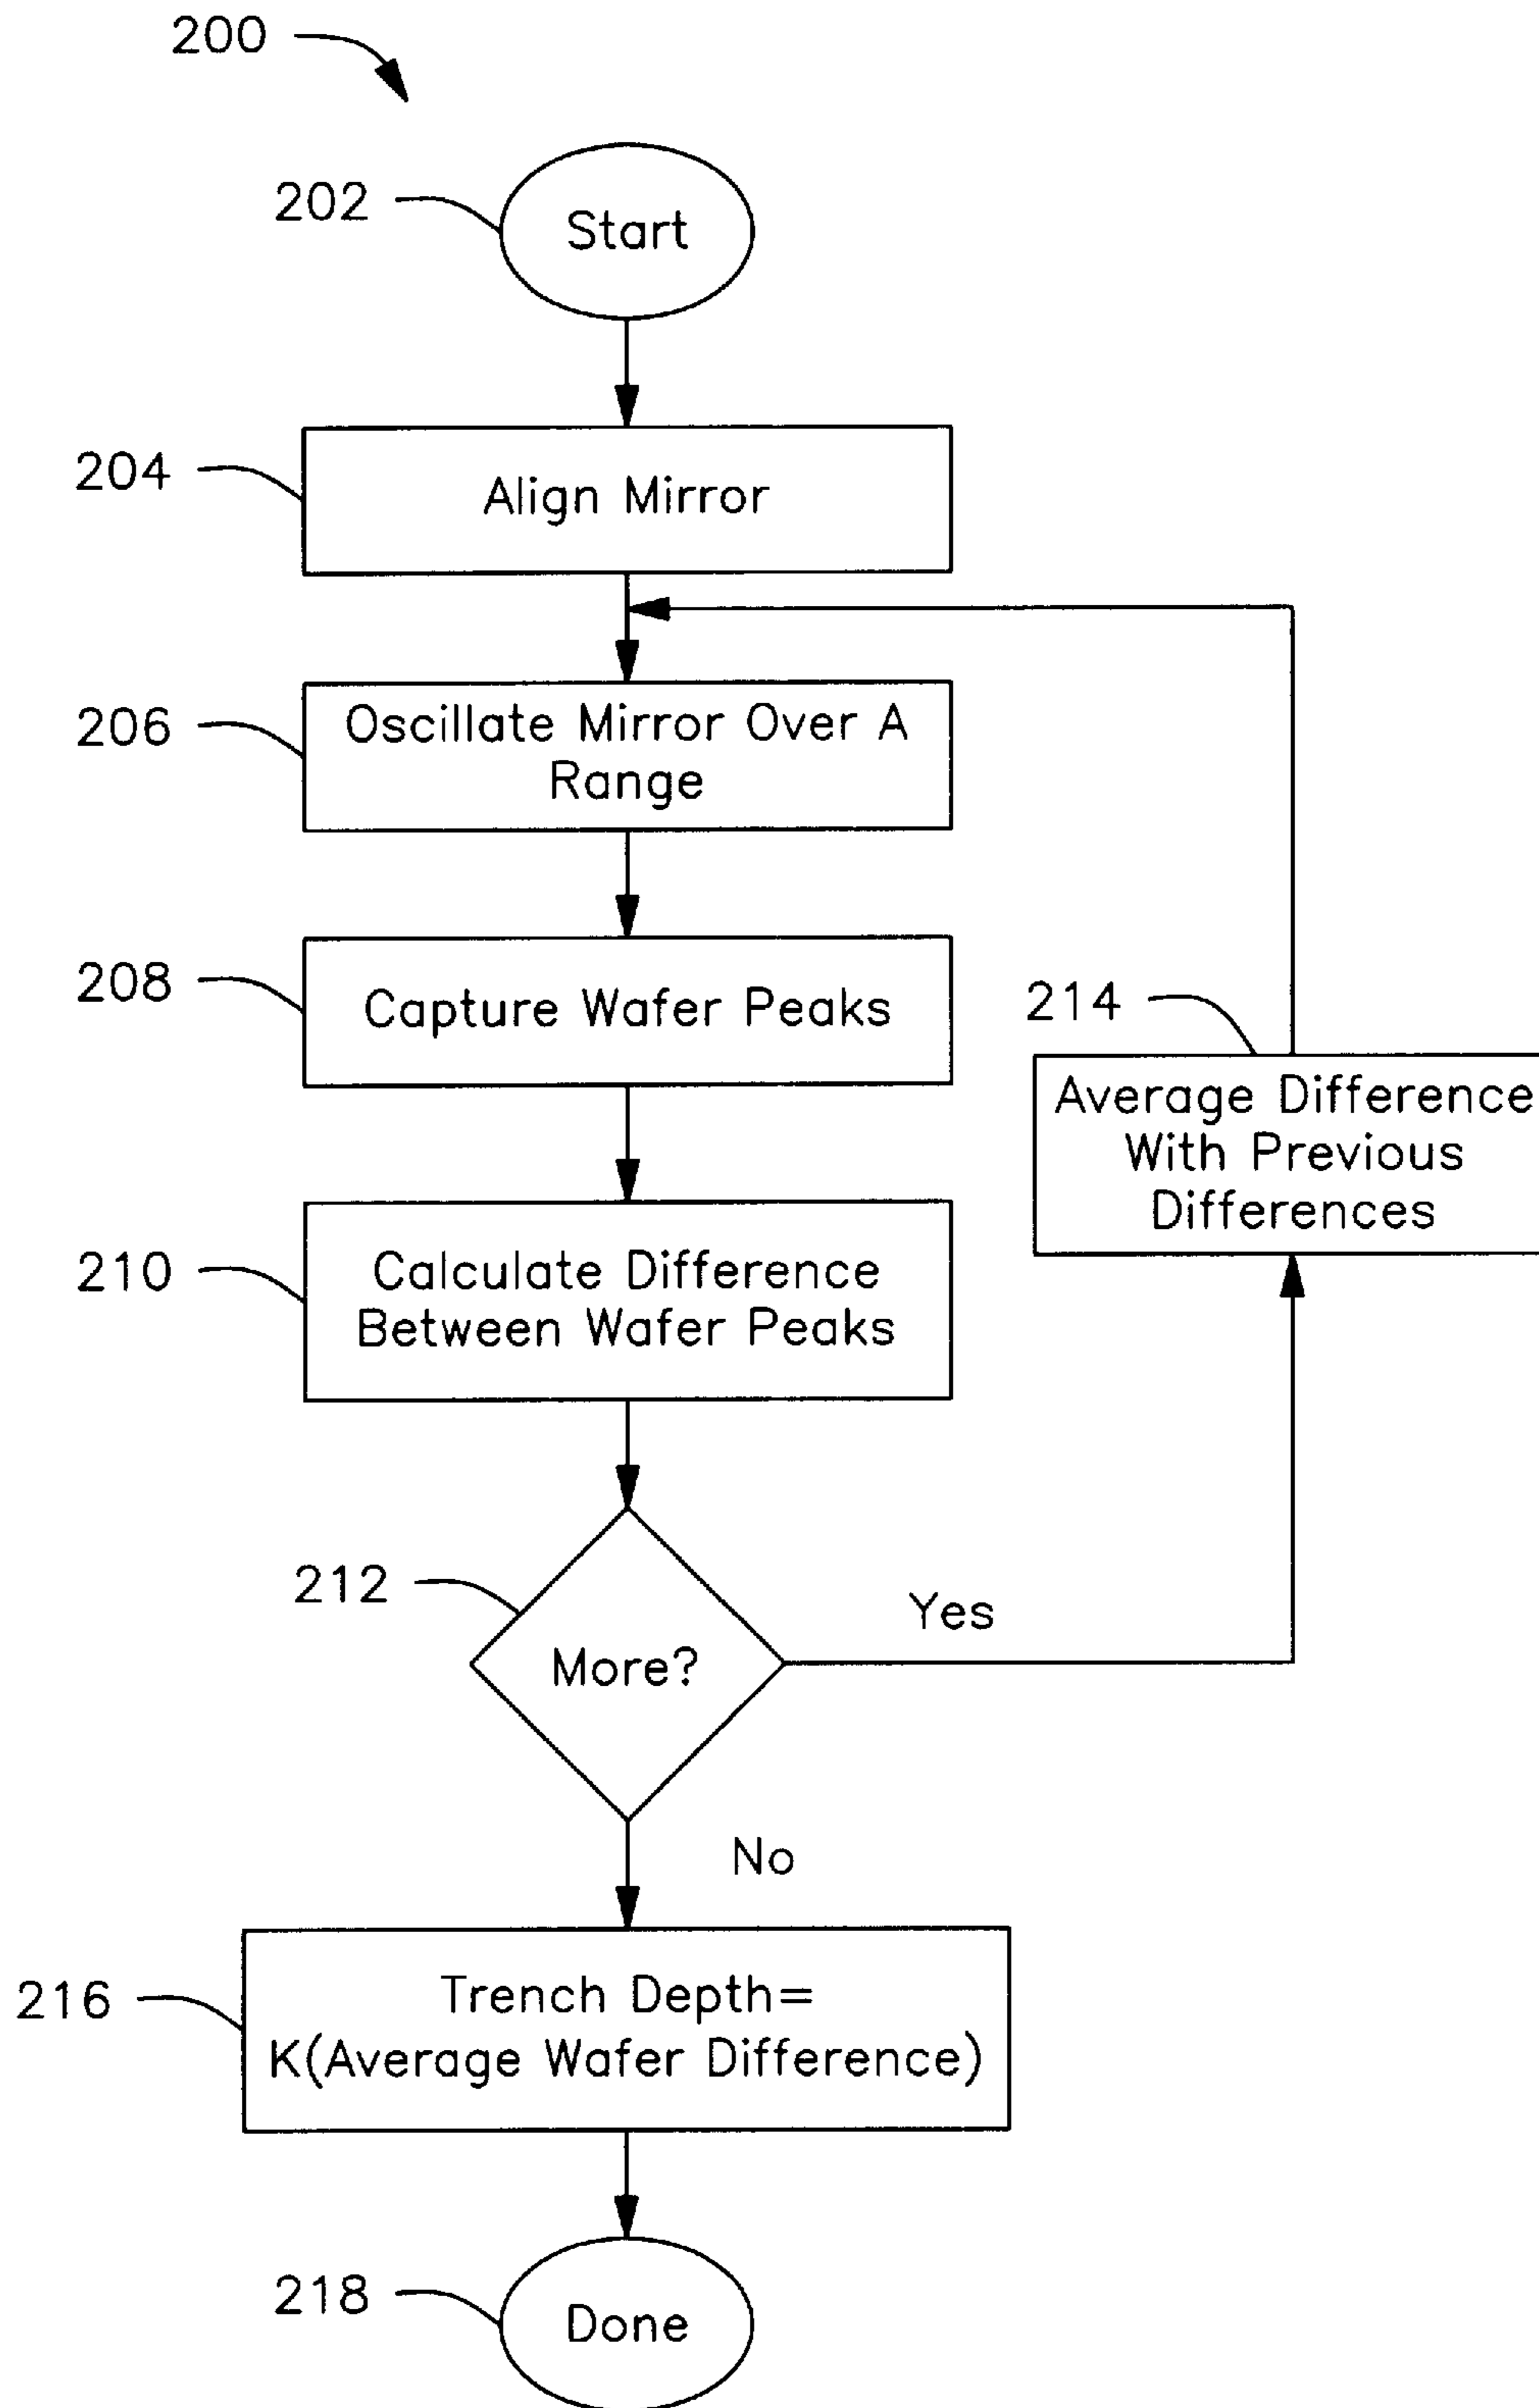 200
202
Start
204
Align Mirror
206
Oscillate Mirror Over A
Range
208
Capture Wafer Peaks
214
Average Difference
With Previous
Differences
210
Calculate Difference
Between Wafer Peaks
212
More?
Yes
No
216
Trench Depth=
K(Average Wafer Difference)
218
Done